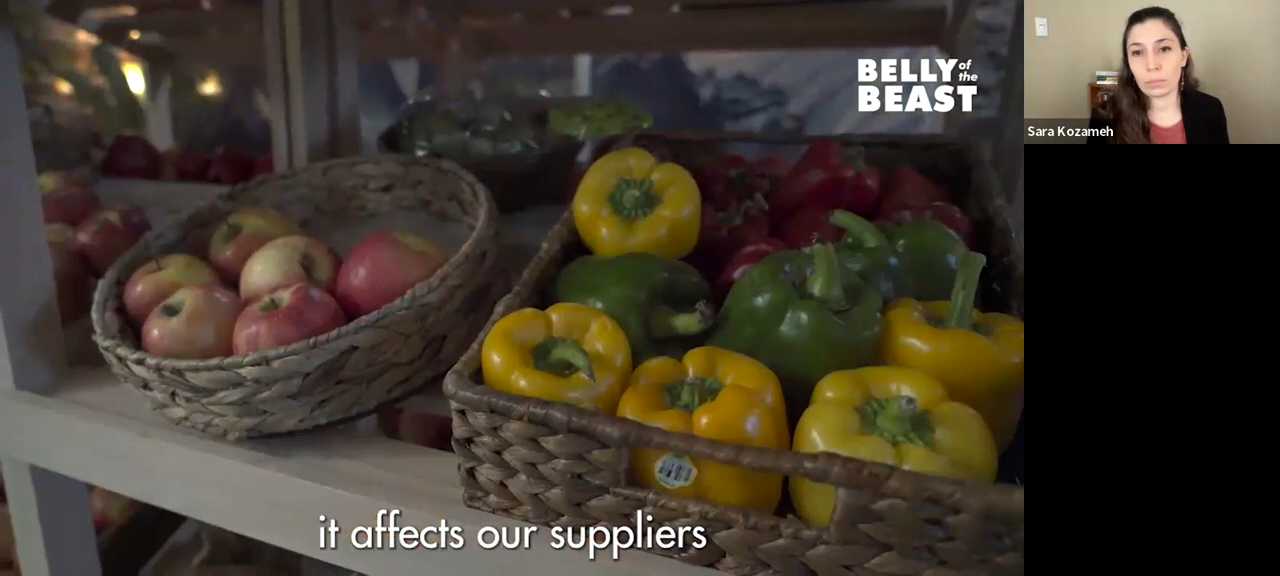 BELLY of the
BEAST
Sara Kozameh
it affects our suppliers